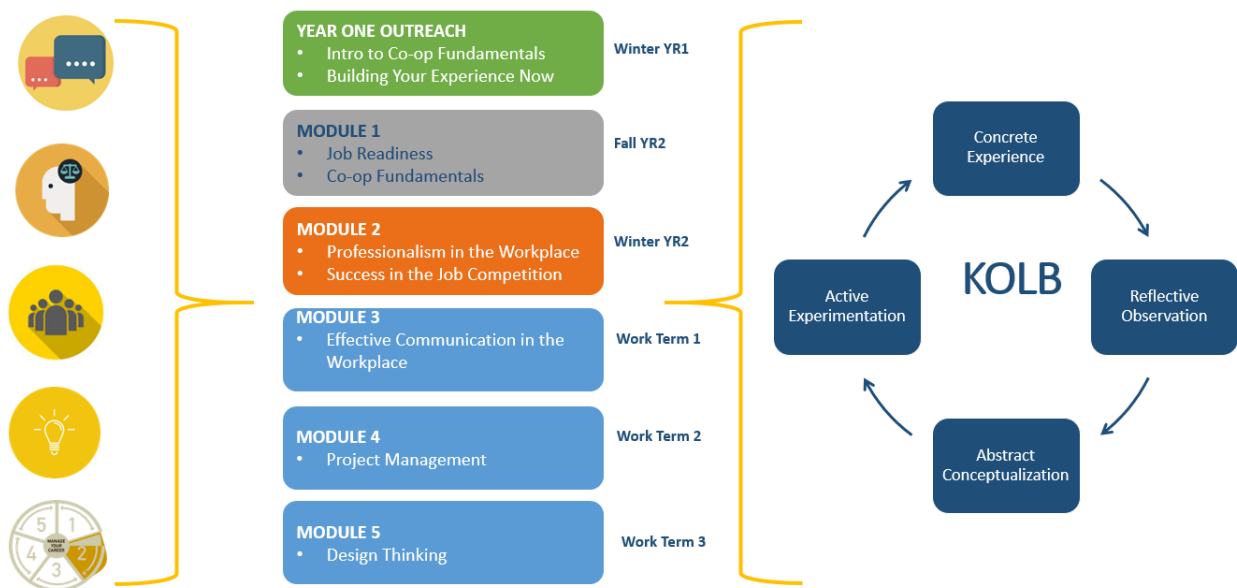 YEAR ONE OUTREACH
• Intro to Co-op Fundamentals
• Building Your Experience Now
Winter YR1
MODULE 1
• Job Readiness
• Co-op Fundamentals
Fall YR2
MODULE 2
• Professionalism in the Workplace
• Success in the Job Competition
Winter YR2
MODULE 3
• Effective Communication in the
Workplace
Work Term 1
MODULE 4
• Project Management
Work Term 2
MODULE 5
• Design Thinking
Work Term 3
5
1
4
2
3
MANAGE
YOUR
CAREER
KOLB
Concrete
Experience
Reflective
Observation
Abstract
Conceptualization
Active
Experimentation